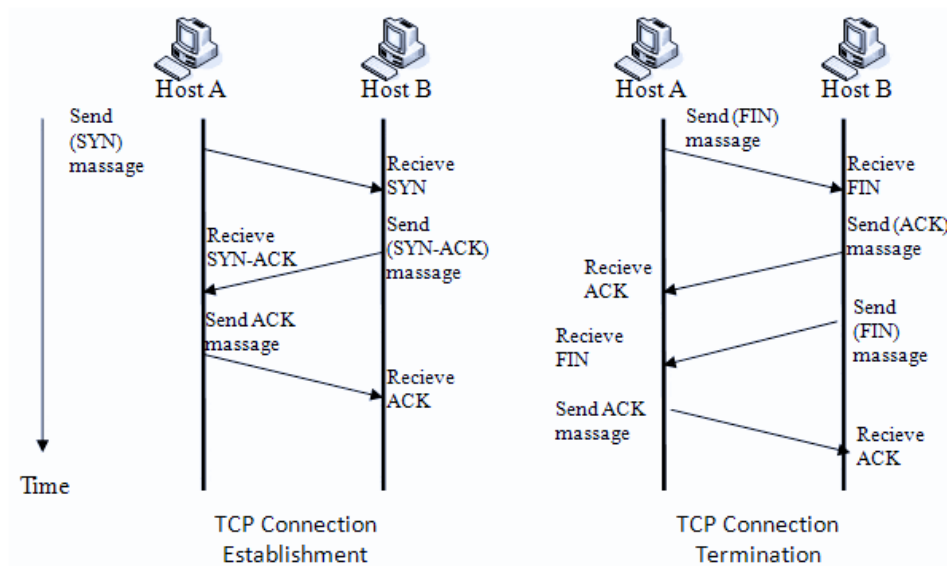 Host A
Host B
Send
(SYN)
massage
Recieve
SYN
Send
(SYN-ACK)
massage
Recieve
SYN-ACK
Send ACK
massage
Recieve
ACK
Time
TCP Connection
Establishment
Host A
Host B
Send (FIN)
massage
Recieve
FIN
Send (ACK)
massage
Recieve
ACK
Send
(FIN)
massage
Recieve
FIN
Send ACK
massage
Recieve
ACK
TCP Connection
Termination